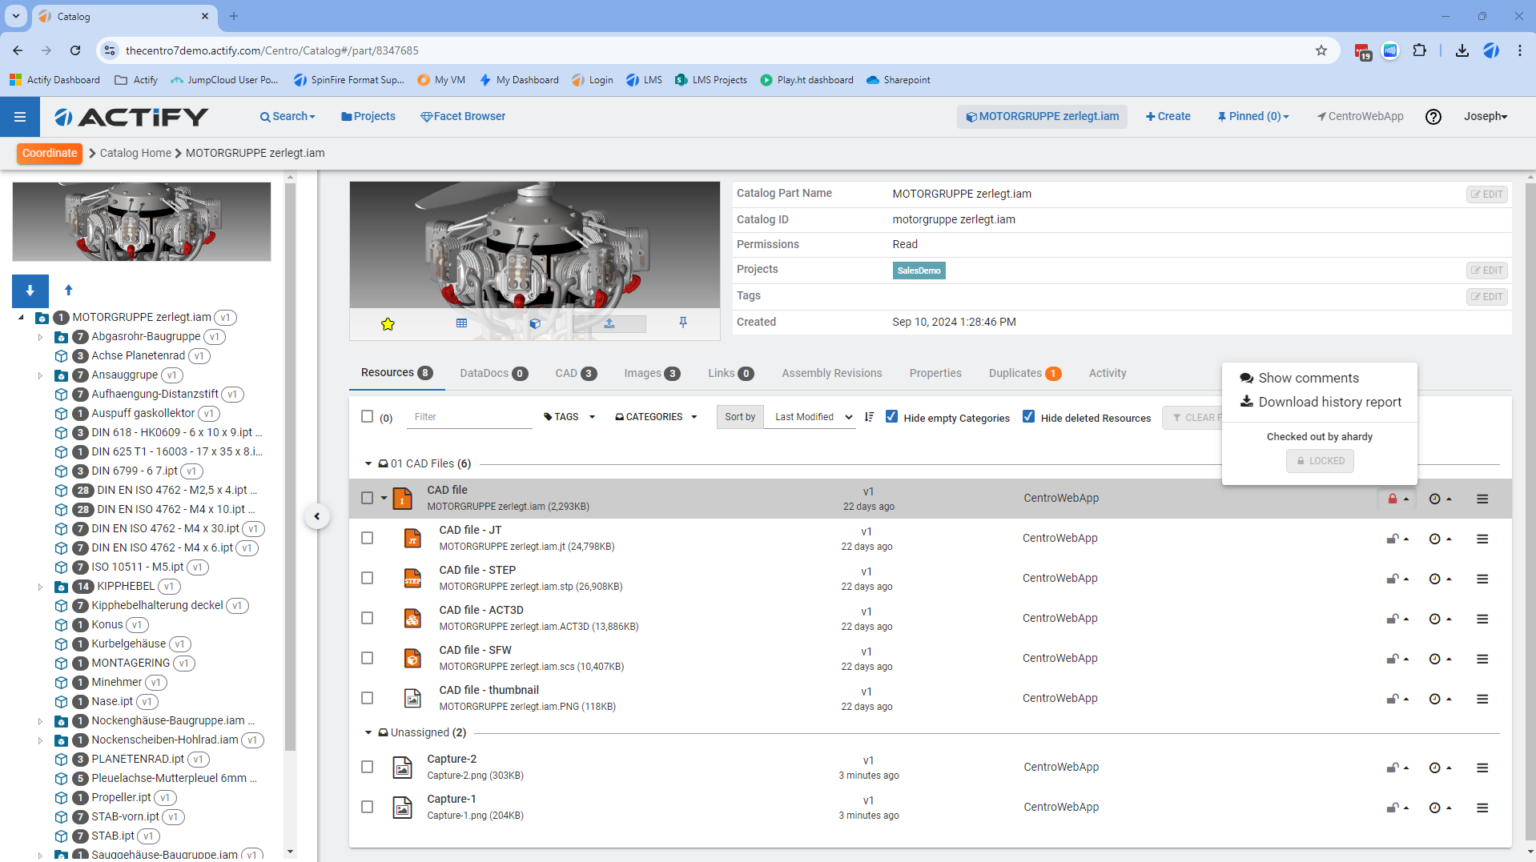 Catalog
thecentro7demo.actify.com/Centro/Catalog#/part/8347685
19
Actify Dashboard Actify JumpCloud User Po... SpinFire Format Sup... My VM My Dashboard Login LMS LMS Projects Play.ht dashboard Sharepoint
ACTiFY Search Projects Facet Browser MOTORGRUPPE zerlegt.iam Create Pinned (0) CentroWebApp Joseph
Coordinate Catalog Home MOTORGRUPPE zerlegt.iam
1 MOTORGRUPPE zerlegt.iam v1
7 Abgasrohr-Baugruppe v1
3 Achse Planetenrad v1
7 Ansauggrupe v1
7 Aufhaengung-Distanzstift v1
1 Auspuff gaskollektor v1
3 DIN 618 - HK0609 - 6 x 10 x 9.ipt ...
1 DIN 625 T1 - 16003 - 17 x 35 x 8.i...
3 DIN 6799 - 6 7.ipt v1
28 DIN EN ISO 4762 - M2,5 x 4.ipt ...
28 DIN EN ISO 4762 - M4 x 10.ipt ...
7 DIN EN ISO 4762 - M4 x 30.ipt v1
7 DIN EN ISO 4762 - M4 x 6.ipt v1
7 ISO 10511 - M5.ipt v1
14 KIPPHEBEL v1
7 Kipphebelhalterung deckel v1
1 Konus v1
1 Kurbelgehäuse v1
1 MONTAGERING v1
1 Minehmer v1
1 Nase.ipt v1
1 Nockenghäuse-Baugruppe.iam ...
1 Nockenscheiben-Hohlrad.iam v1
3 PLANETENRAD.ipt v1
5 Pleuelachse-Mutterpleuel 6mm ...
1 Propeller.ipt v1
7 STAB-vorn.ipt v1
7 STAB.ipt v1
1 Sauggehäuse-Baugruppe.iam v1
Catalog Part Name MOTORGRUPPE zerlegt.iam EDIT
Catalog ID motorgruppe zerlegt.iam
Permissions Read
Projects SalesDemo EDIT
Tags EDIT
Created Sep 10, 2024 1:28:46 PM
Resources 8 DataDocs 0 CAD 3 Images 3 Links 0 Assembly Revisions Properties Duplicates 1 Activity
Show comments
Download history report
Checked out by ahardy
LOCKED
(0) Filter TAGS CATEGORIES Sort by Last Modified Hide empty Categories Hide deleted Resources CLEAR F
01 CAD Files (6)
CAD file
MOTORGRUPPE zerlegt.iam (2,293KB)
v1
22 days ago
CentroWebApp
JT
CAD file - JT
MOTORGRUPPE zerlegt.iam.jt (24,798KB)
v1
22 days ago
CentroWebApp
STEP
CAD file - STEP
MOTORGRUPPE zerlegt.iam.stp (26,908KB)
v1
22 days ago
CentroWebApp
CAD file - ACT3D
MOTORGRUPPE zerlegt.iam.ACT3D (13,886KB)
v1
22 days ago
CentroWebApp
CAD file - SFW
MOTORGRUPPE zerlegt.iam.scs (10,407KB)
v1
22 days ago
CentroWebApp
CAD file - thumbnail
MOTORGRUPPE zerlegt.iam.PNG (118KB)
v1
22 days ago
CentroWebApp
Unassigned (2)
Capture-2
Capture-2.png (303KB)
v1
3 minutes ago
CentroWebApp
Capture-1
Capture-1.png (204KB)
v1
3 minutes ago
CentroWebApp